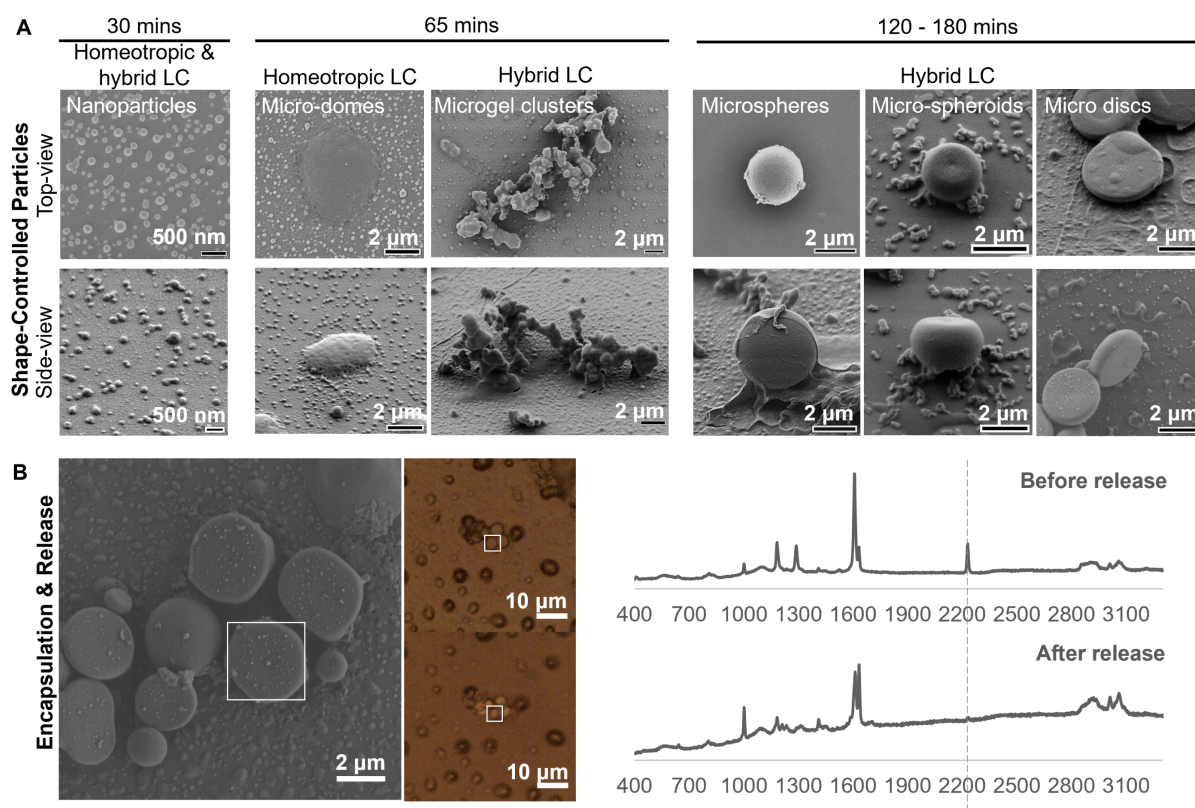 A
30 mins
65 mins
120 - 180 mins
Homeotropic &
hybrid LC
Homeotropic LC
Hybrid LC
Hybrid LC
Shape-Controlled Particles
Top-view
Nanoparticles
500 nm
Micro-domes
2 µm
Microgel clusters
2 µm
Microspheres
2 µm
Micro-spheroids
2 µm
Micro discs
2 µm
Side-view
500 nm
2 µm
2 µm
2 µm
2 µm
2 µm
B
Encapsulation & Release
2 µm
10 µm
10 µm
Before release
400 700 1000 1300 1600 1900 2200 2500 2800 3100
After release
400 700 1000 1300 1600 1900 2200 2500 2800 3100